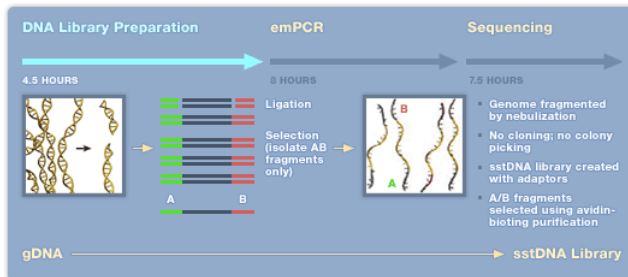 DNA Library Preparation
emPCR
Sequencing
4.5 HOURS
8 HOURS
7.5 HOURS
Ligation
Selection
(isolate AB
fragments
only)
A
B
B
A
Genome fragmented
by nebulization
No cloning; no colony
picking
sstDNA library created
with adaptors
A/B fragments
selected using avidin-
bioting purification
gDNA
sstDNA Library